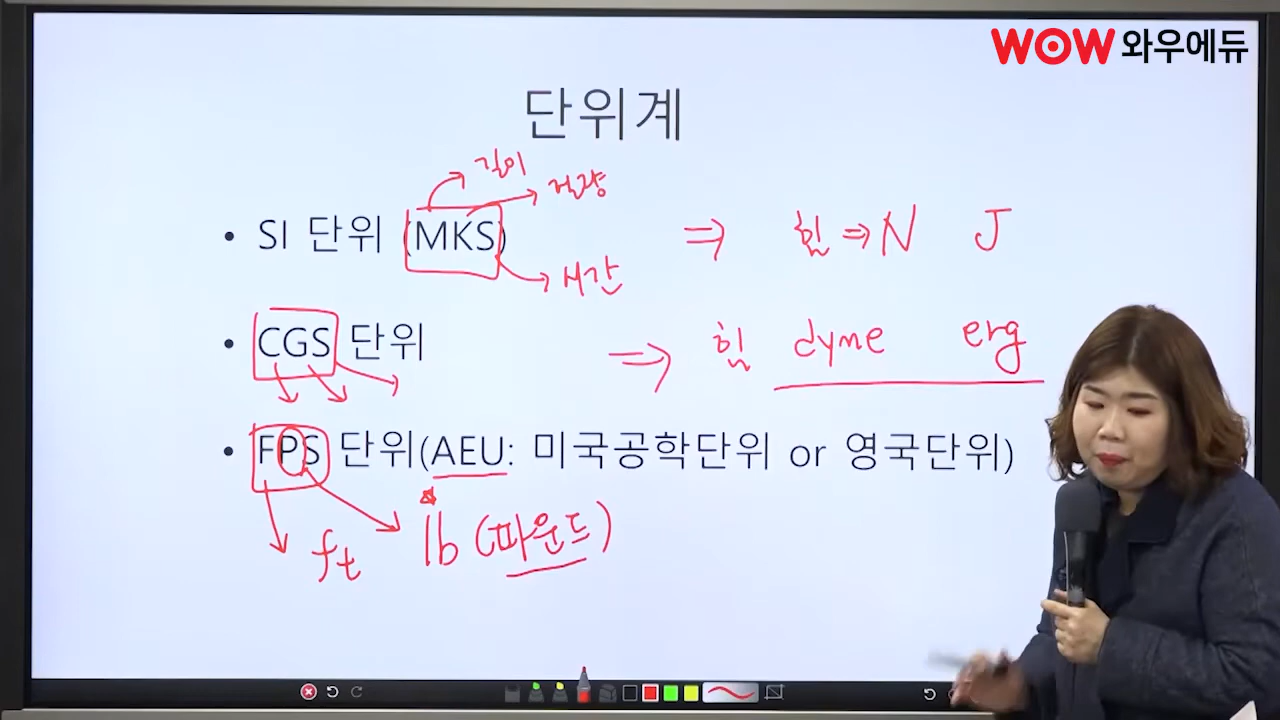 WOW 와우에듀
단위계
길이
질량
• SI 단위 (MKS) ⇒ 힘 ⇒ N J
시간
• CGS 단위 ⇒ 힘 dyne erg
• FPS 단위(AEU: 미국공학단위 or 영국단위)
ft lb (파운드)